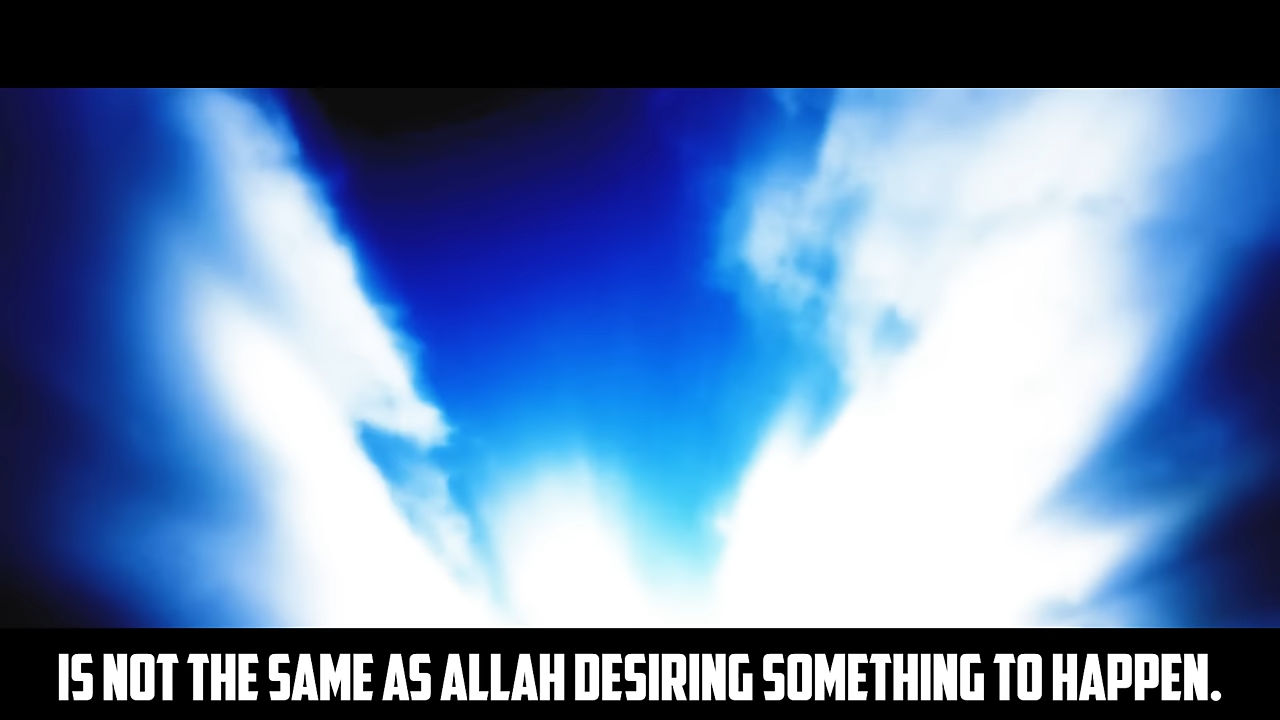 IS NOT THE SAME AS ALLAH DESIRING SOMETHING TO HAPPEN.